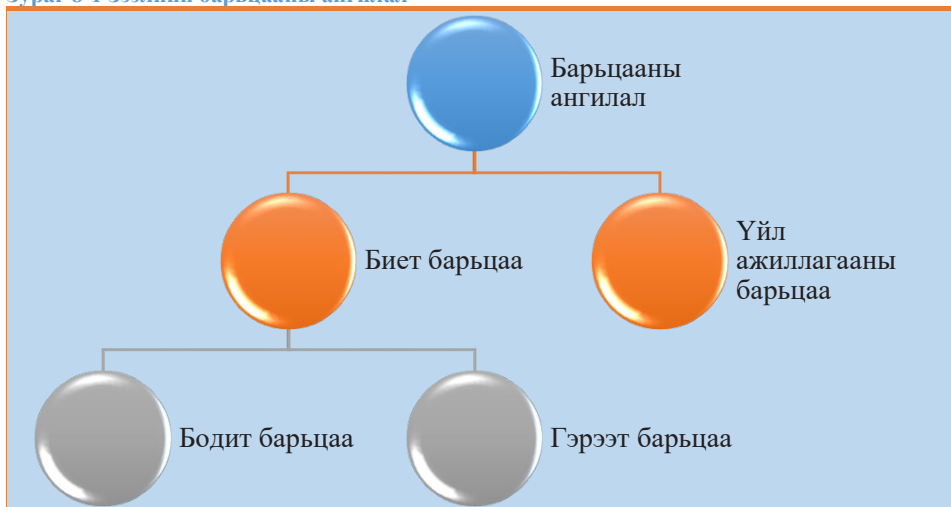 Барьцааны
ангилал
Биет барьцаа
Үйл
ажиллагааны
барьцаа
Бодит барьцаа
Гэрээт барьцаа